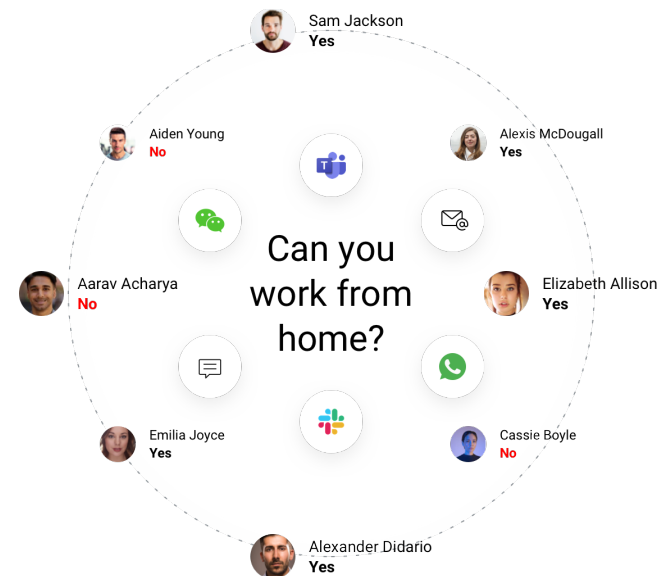 Sam Jackson
Yes
Aiden Young
No
Alexis McDougall
Yes
T
Can you
work from
home?
Aarav Acharya
No
Elizabeth Allison
Yes
Emilia Joyce
Yes
Cassie Boyle
No
Alexander Didario
Yes